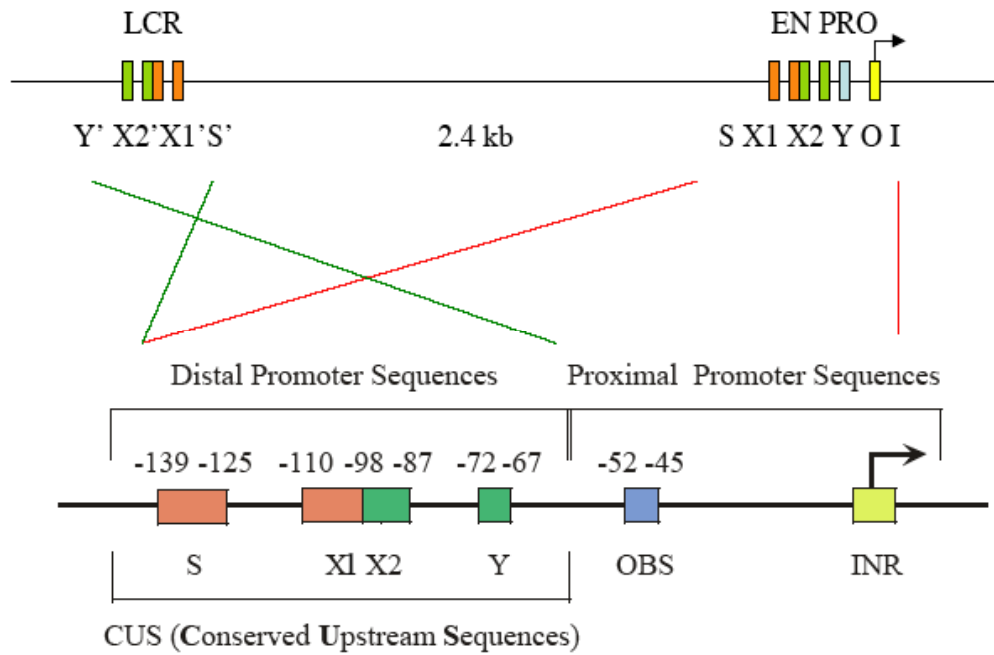 LCR EN PRO
Y’ X2’X1’S’ 2.4 kb S X1 X2 Y O I
Distal Promoter Sequences Proximal Promoter Sequences
-139 -125 -110 -98 -87 -72 -67 -52 -45
S X1 X2 Y OBS INR
CUS (Conserved Upstream Sequences)